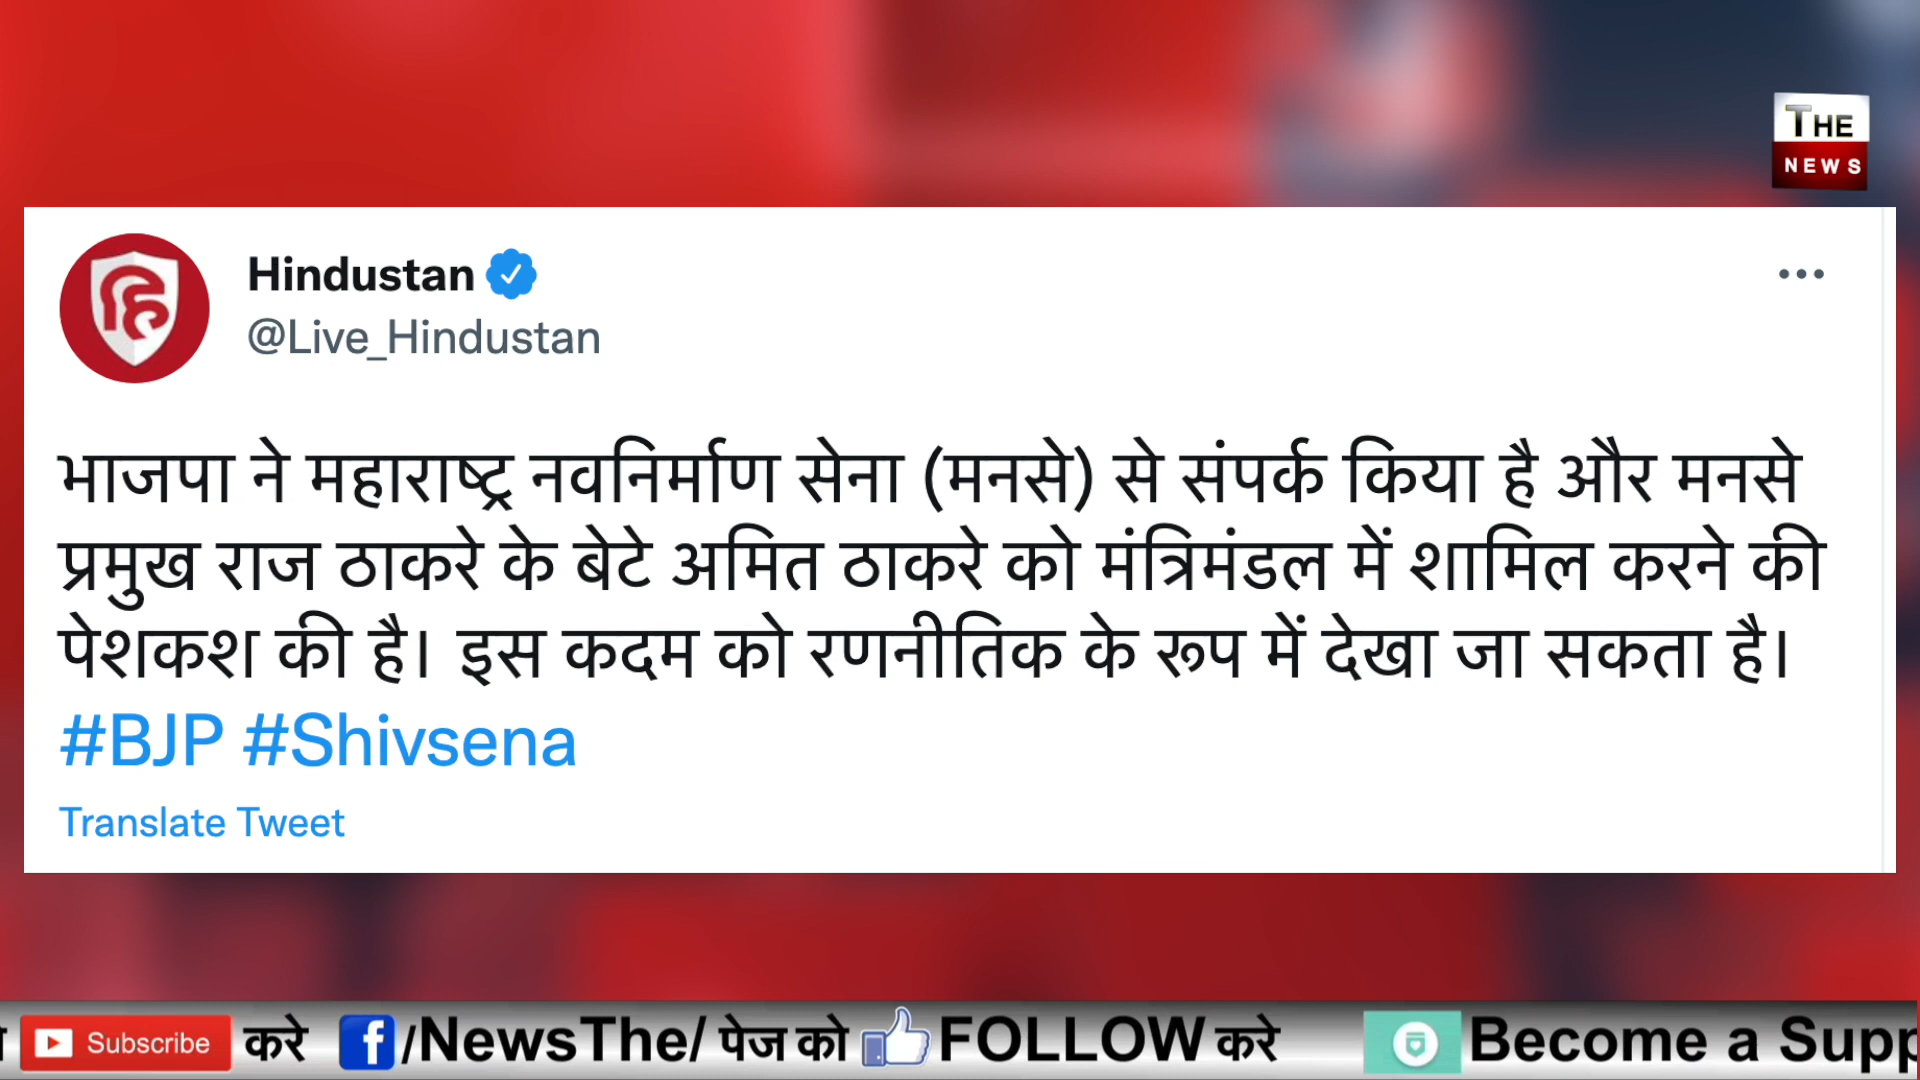 THE
NEWS
Hindustan
@Live_Hindustan
भाजपा ने महाराष्ट्र नवनिर्माण सेना (मनसे) से संपर्क किया है और मनसे
प्रमुख राज ठाकरे के बेटे अमित ठाकरे को मंत्रिमंडल में शामिल करने की
पेशकश की है। इस कदम को रणनीतिक के रूप में देखा जा सकता है।
#BJP #Shivsena
Translate Tweet
Subscribe करे f/NewsThe/ पेज को FOLLOW करे Become a